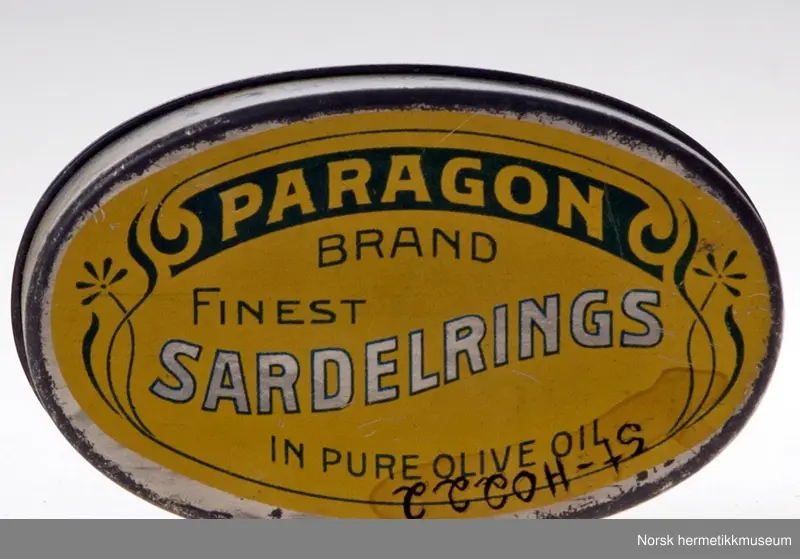 PARAGON
BRAND
FINEST
SARDELRINGS
IN PURE OLIVE OIL
Norsk hermetikkmuseum